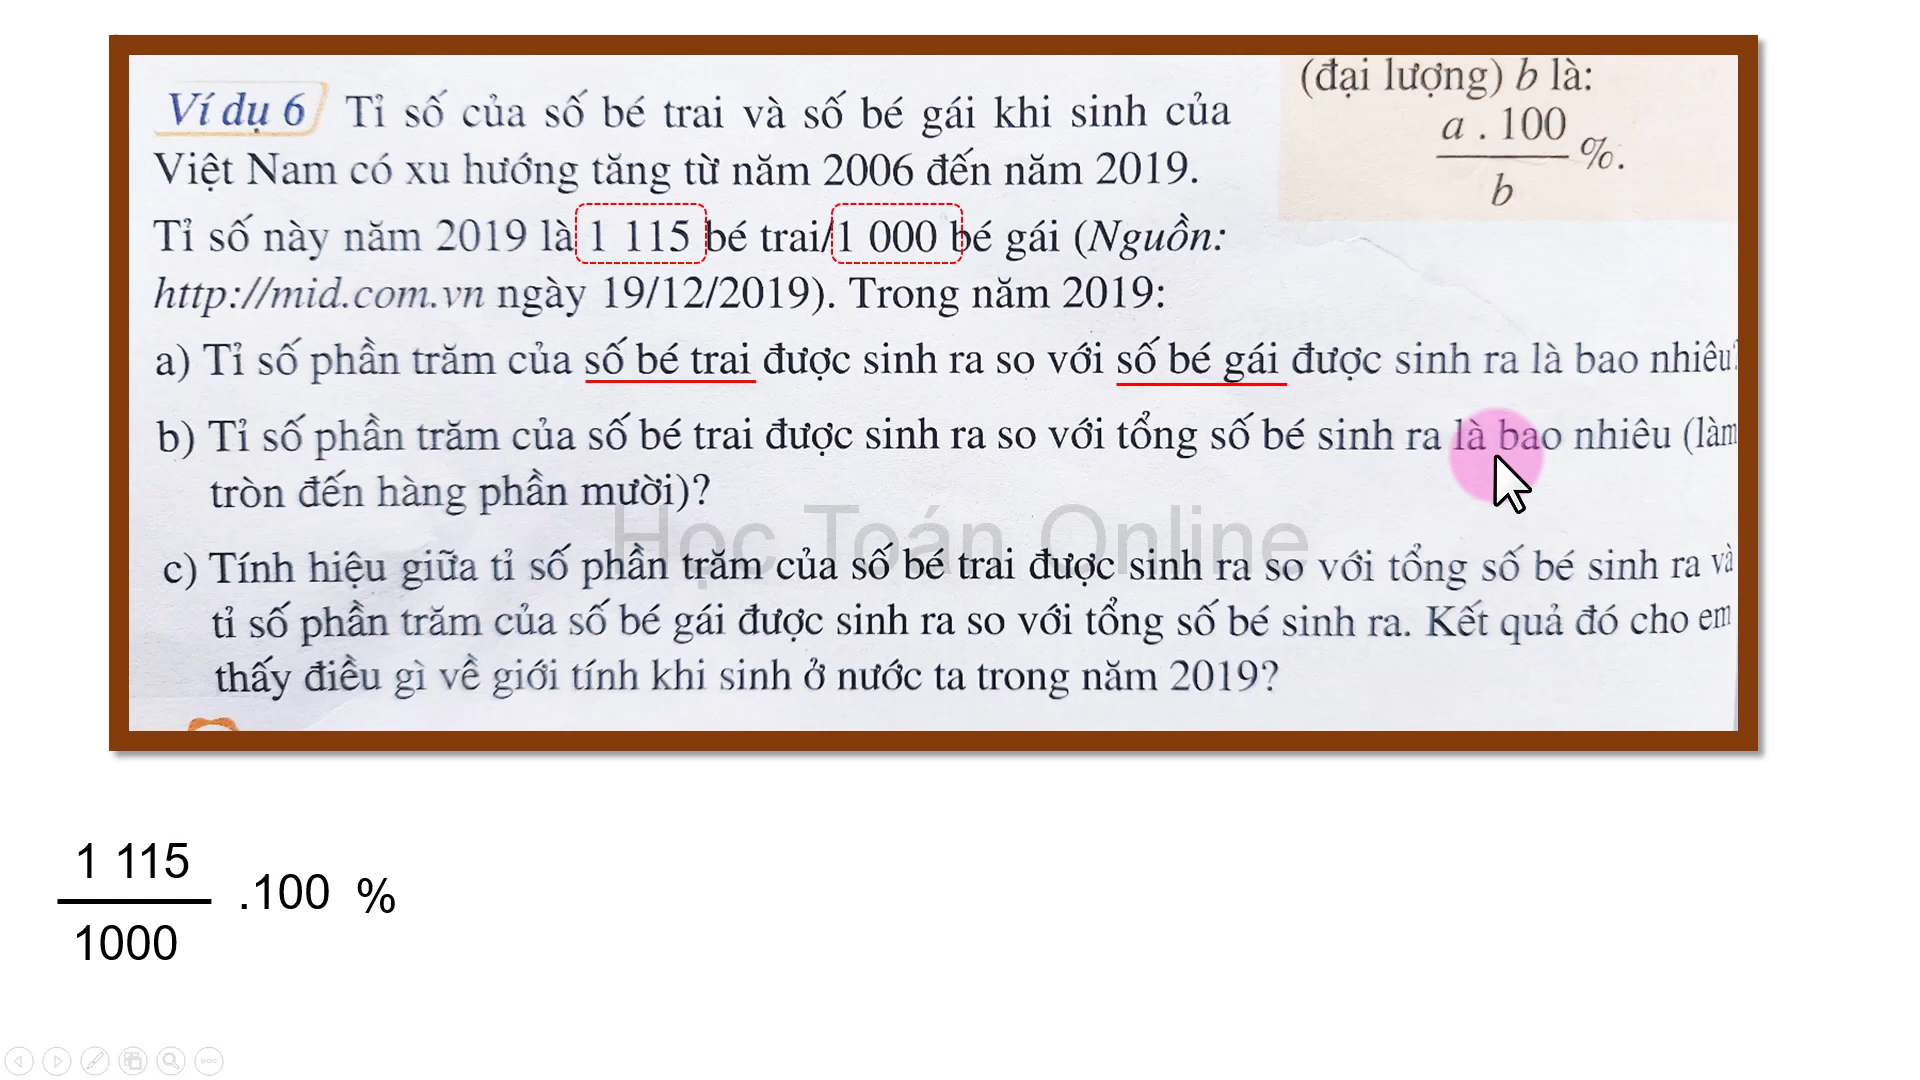 (đại lượng) b là:
a . 100
%.
b
Ví dụ 6 Tỉ số của số bé trai và số bé gái khi sinh của
Việt Nam có xu hướng tăng từ năm 2006 đến năm 2019.
Tỉ số này năm 2019 là 1 115 bé trai/1 000 bé gái (Nguồn:
http://mid.com.vn ngày 19/12/2019). Trong năm 2019:
a) Tỉ số phần trăm của số bé trai được sinh ra so với số bé gái được sinh ra là bao nhiêu?
b) Tỉ số phần trăm của số bé trai được sinh ra so với tổng số bé sinh ra là bao nhiêu (làm
tròn đến hàng phần mười)?
Học Toán Online
c) Tính hiệu giữa tỉ số phần trăm của số bé trai được sinh ra so với tổng số bé sinh ra và
tỉ số phần trăm của số bé gái được sinh ra so với tổng số bé sinh ra. Kết quả đó cho em
thấy điều gì về giới tính khi sinh ở nước ta trong năm 2019?
1 115
.100 %
1000